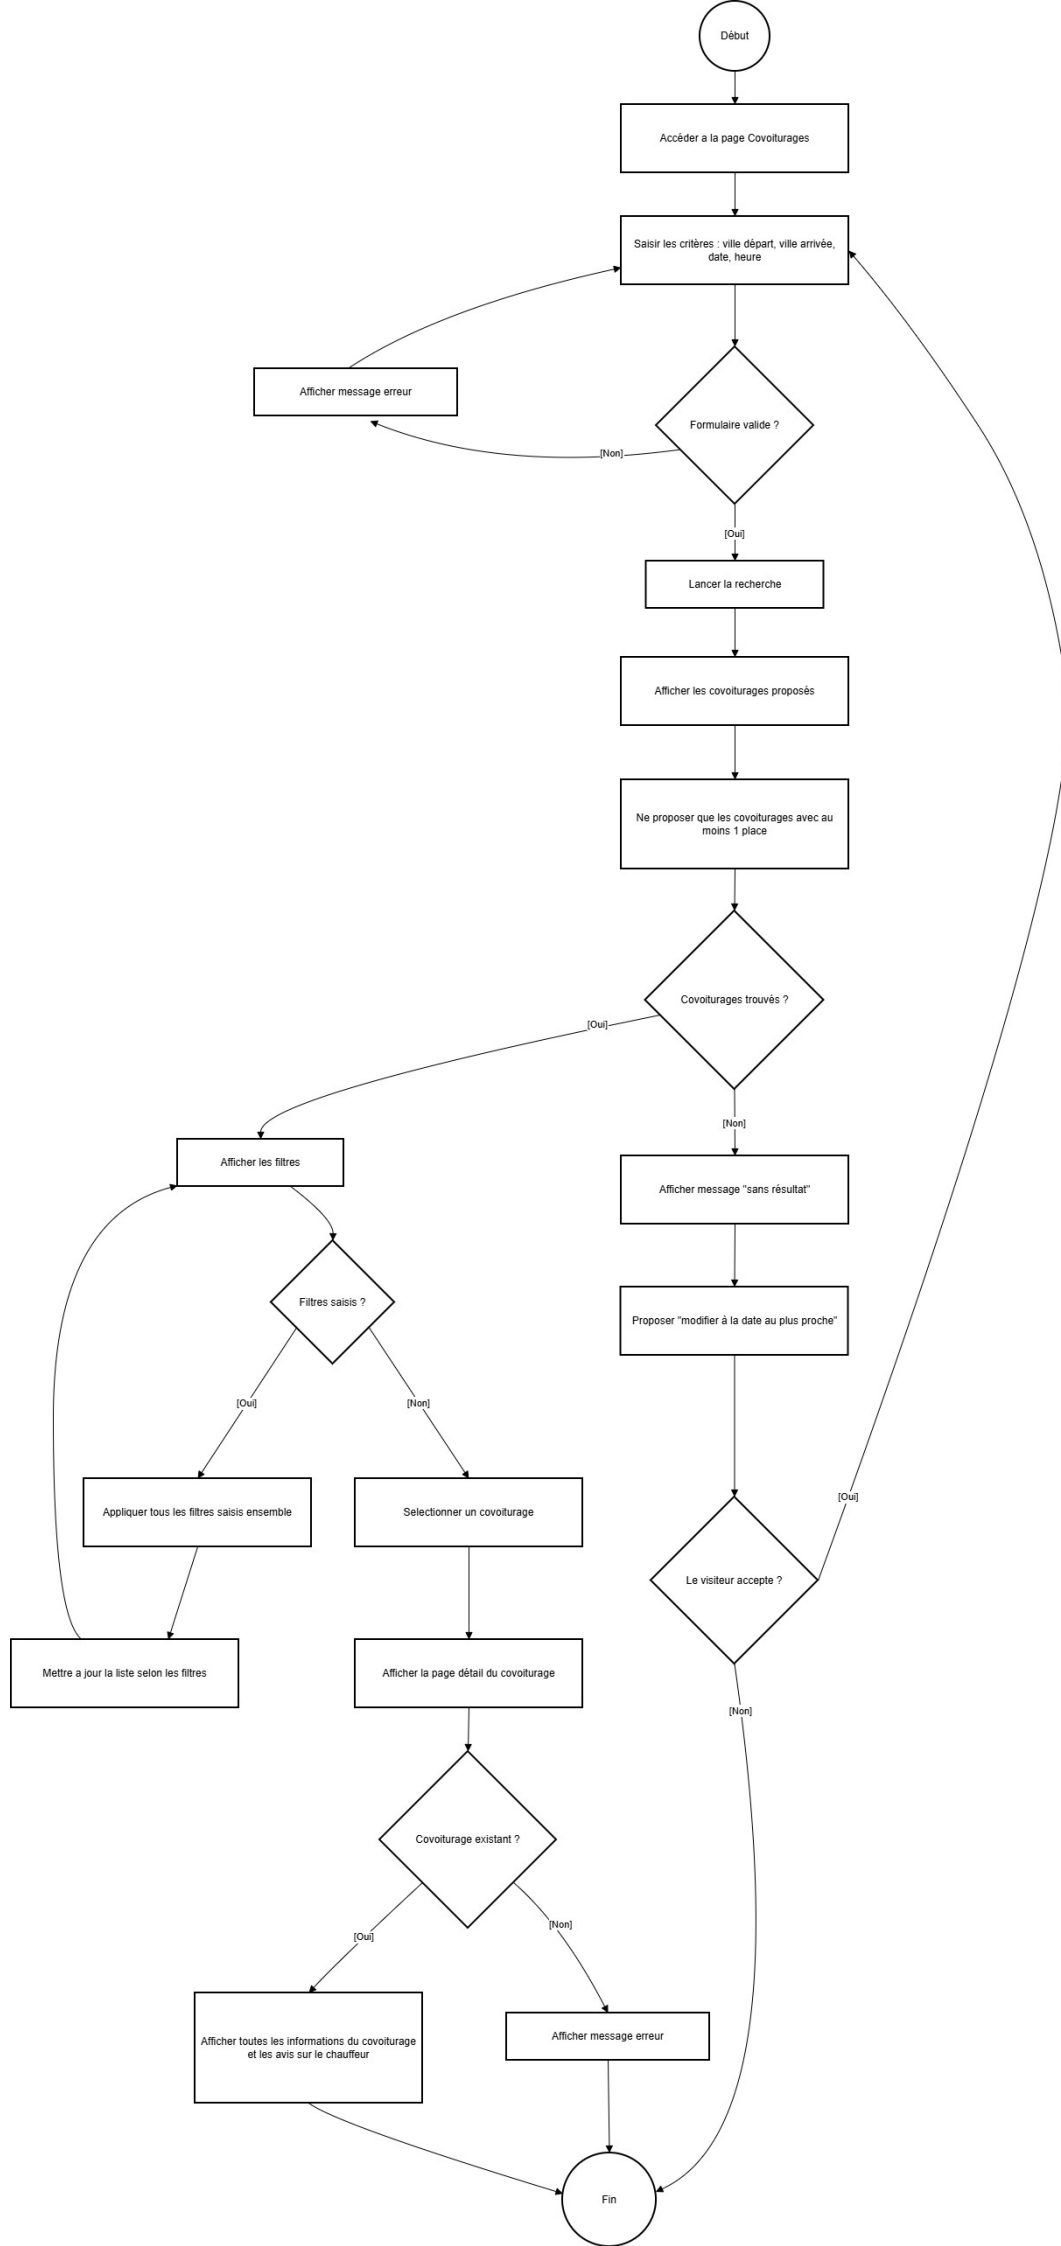 Début
Accéder a la page Covoiturages
Saisir les critères : ville départ, ville arrivée,
date, heure
Afficher message erreur
Formulaire valide ?
[Non]
[Oui]
Lancer la recherche
Afficher les covoiturages proposés
Ne proposer que les covoiturages avec au
moins 1 place
Covoiturages trouvés ?
[Oui]
[Non]
Afficher les filtres
Afficher message "sans résultat"
Filtres saisis ?
Proposer "modifier à la date au plus proche"
[Oui]
[Non]
[Oui]
Appliquer tous les filtres saisis ensemble
Selectionner un covoiturage
Le visiteur accepte ?
Mettre a jour la liste selon les filtres
Afficher la page détail du covoiturage
[Non]
Covoiturage existant ?
[Oui]
[Non]
Afficher toutes les informations du covoiturage
et les avis sur le chauffeur
Afficher message erreur
Fin